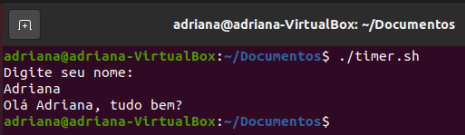 adriana@adriana-VirtualBox: ~/Documentos
adriana@adriana-VirtualBox:~/Documentos$ ./timer.sh
Digite seu nome:
Adriana
Olá Adriana, tudo bem?
adriana@adriana-VirtualBox:~/Documentos$